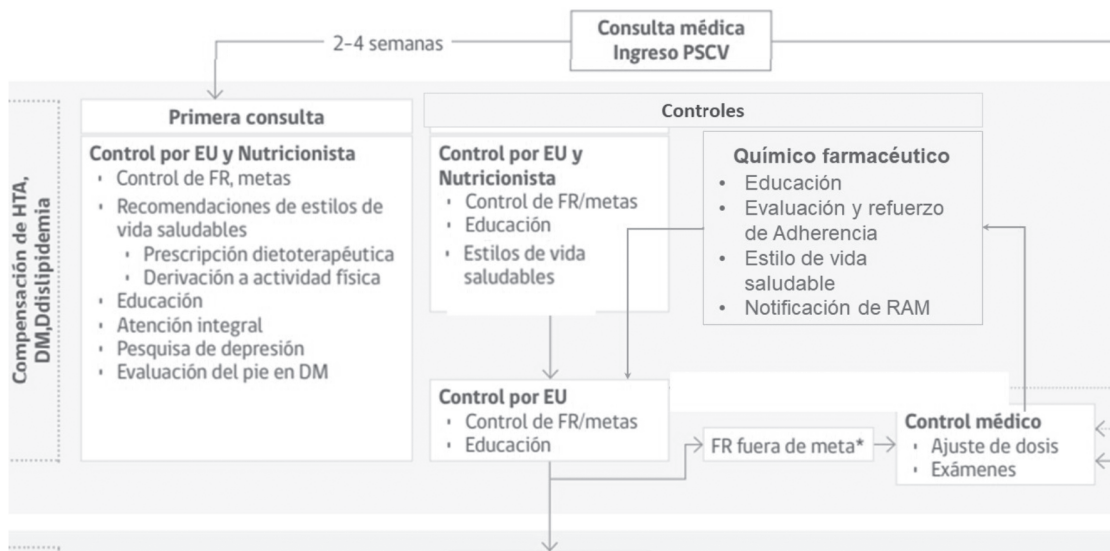 Consulta médica
Ingreso PSCV
2-4 semanas
Compensación de HTA,
DM,Ddislipidemia
Primera consulta
Control por EU y Nutricionista
• Control de FR, metas
• Recomendaciones de estilos de
vida saludables
• Prescripción dietoterapéutica
• Derivación a actividad física
• Educación
• Atención integral
• Pesquisa de depresión
• Evaluación del pie en DM
Controles
Control por EU y
Nutricionista
• Control de FR/metas
• Educación
• Estilos de vida
saludables
Químico farmacéutico
• Educación
• Evaluación y refuerzo
de Adherencia
• Estilo de vida
saludable
• Notificación de RAM
Control por EU
• Control de FR/metas
• Educación
FR fuera de meta*
Control médico
• Ajuste de dosis
• Exámenes